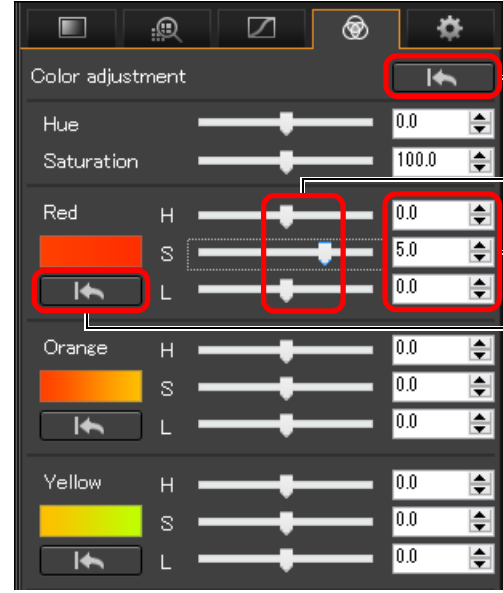 Color adjustment
Hue 0.0
Saturation 100.0
Red H 0.0
S 5.0
L 0.0
Orange H 0.0
S 0.0
L 0.0
Yellow H 0.0
S 0.0
L 0.0